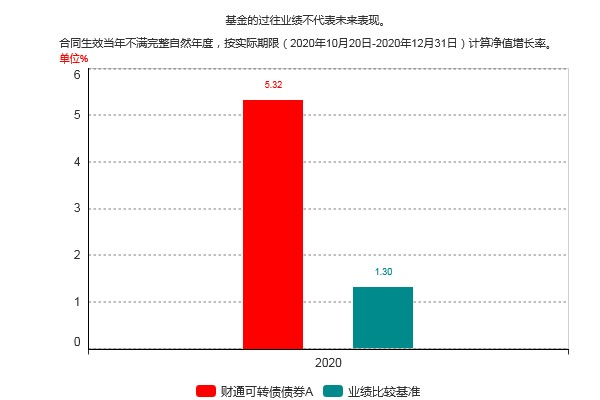 基金的过往业绩不代表未来表现。
合同生效当年不满完整自然年度，按实际期限（2020年10月20日-2020年12月31日）计算净值增长率。
单位%
6
5.32
5
4
3
2
1.30
1
0
2020
财通可转债债券A 业绩比较基准